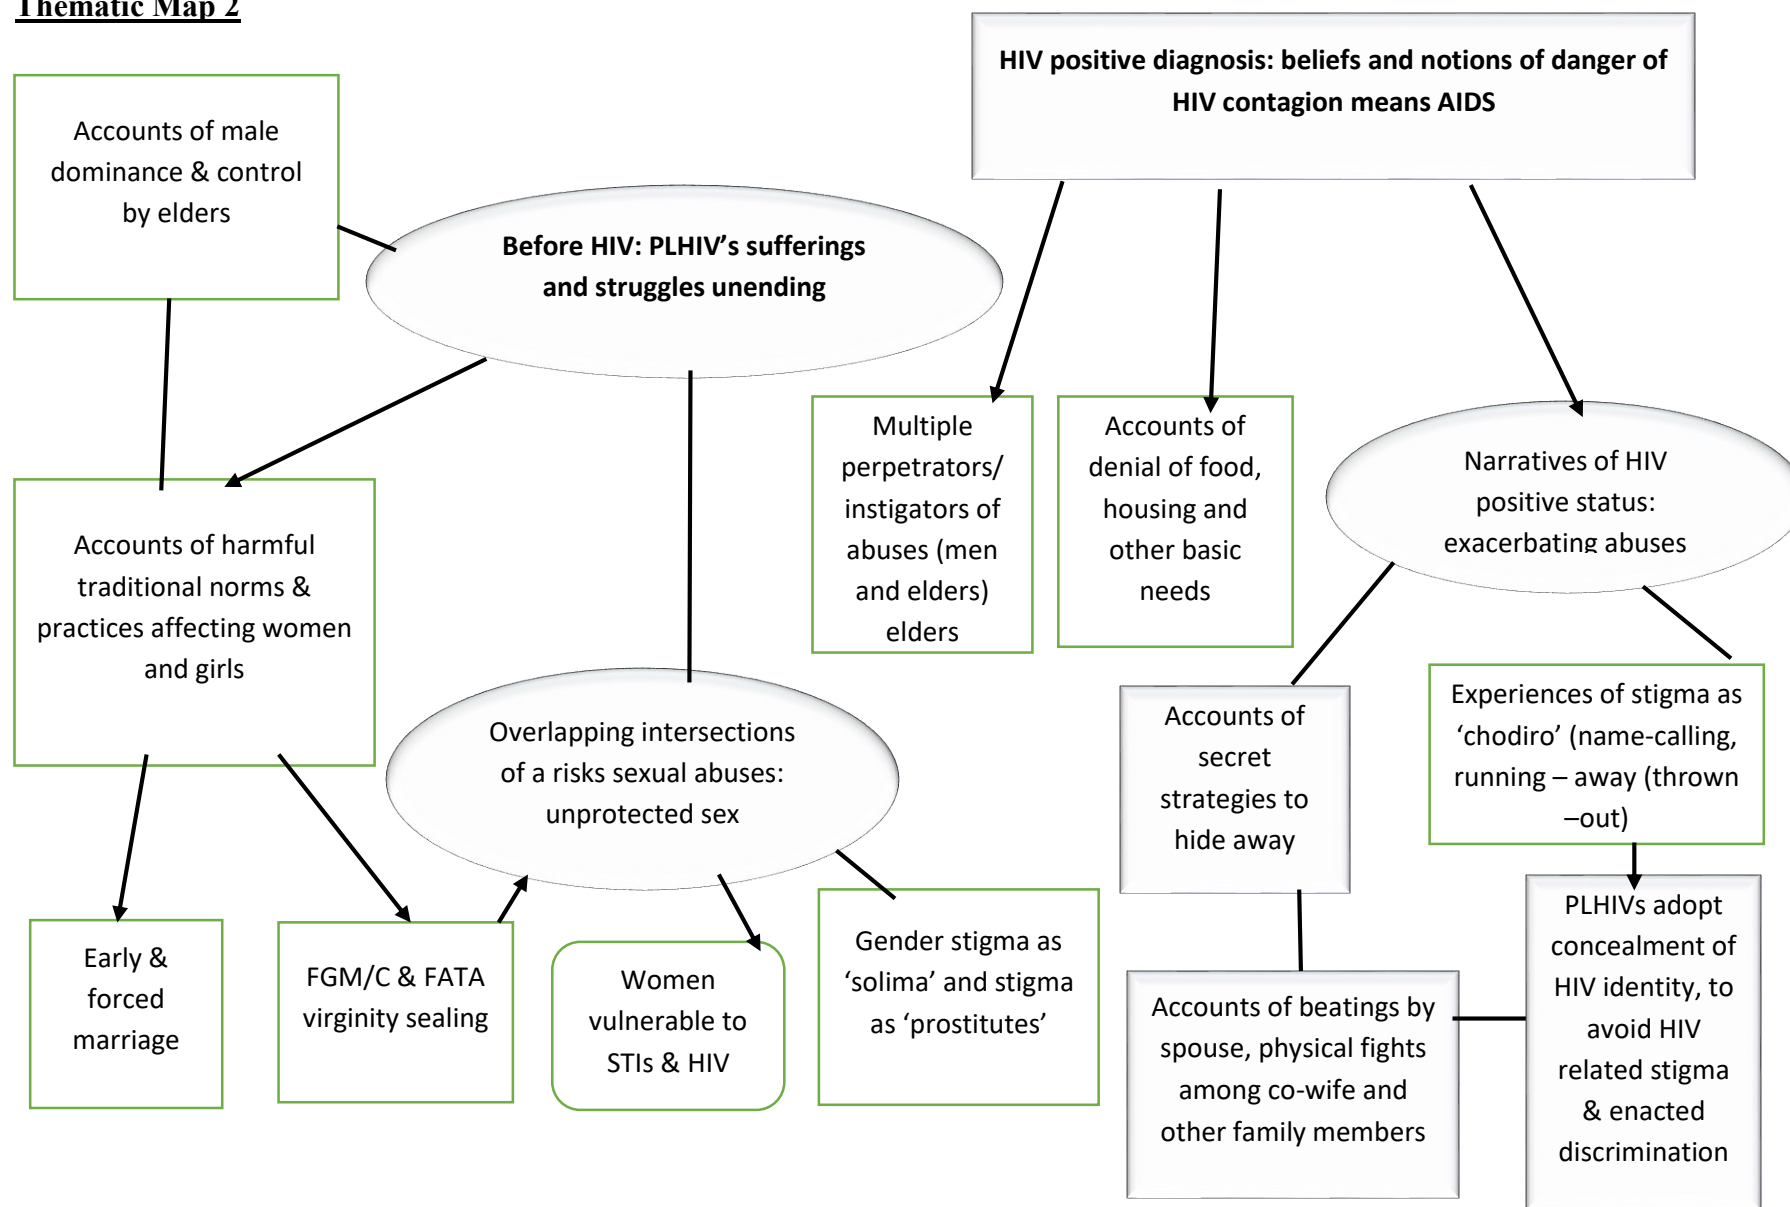 Thematic Map 2
HIV positive diagnosis: beliefs and notions of danger of
HIV contagion means AIDS
Accounts of male
dominance & control
by elders
Before HIV: PLHIV’s sufferings
and struggles unending
Multiple
perpetrators/
instigators of
abuses (men
and elders)
elders
Accounts of
denial of food,
housing and
other basic
needs
Narratives of HIV
positive status:
exacerbating abuses
Accounts of harmful
traditional norms &
practices affecting women
and girls
Overlapping intersections
of a risks sexual abuses:
unprotected sex
Accounts of
secret
strategies to
hide away
Experiences of stigma as
‘chodiro’ (name-calling,
running – away (thrown
–out)
Early &
forced
marriage
FGM/C & FATA
virginity sealing
Women
vulnerable to
STIs & HIV
Gender stigma as
‘solima’ and stigma
as ‘prostitutes’
Accounts of beatings by
spouse, physical fights
among co-wife and
other family members
PLHIVs adopt
concealment of
HIV identity, to
avoid HIV
related stigma
& enacted
discrimination